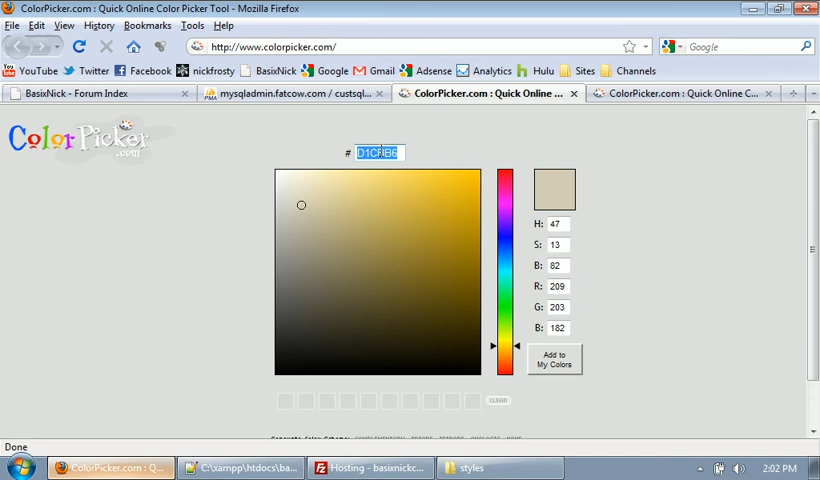 ColorPicker.com : Quick Online Color Picker Tool - Mozilla Firefox
File Edit View History Bookmarks Tools Help
http://www.colorpicker.com/
Google
YouTube Twitter Facebook nickfrosty BasixNick Google Gmail Adsense Analytics Hulu Sites Channels
BasixNick - Forum Index
mysqladmin.fatcow.com / custsql...
ColorPicker.com : Quick Online ...
ColorPicker.com : Quick Online C...
ColorPicker
.com
# D1CBB6
H: 47
S: 13
B: 82
R: 209
G: 203
B: 182
Add to
My Colors
CLEAR
Done
ColorPicker.com : Q...
C:\xampp\htdocs\ba...
Hosting - basixnickc...
styles
2:02 PM